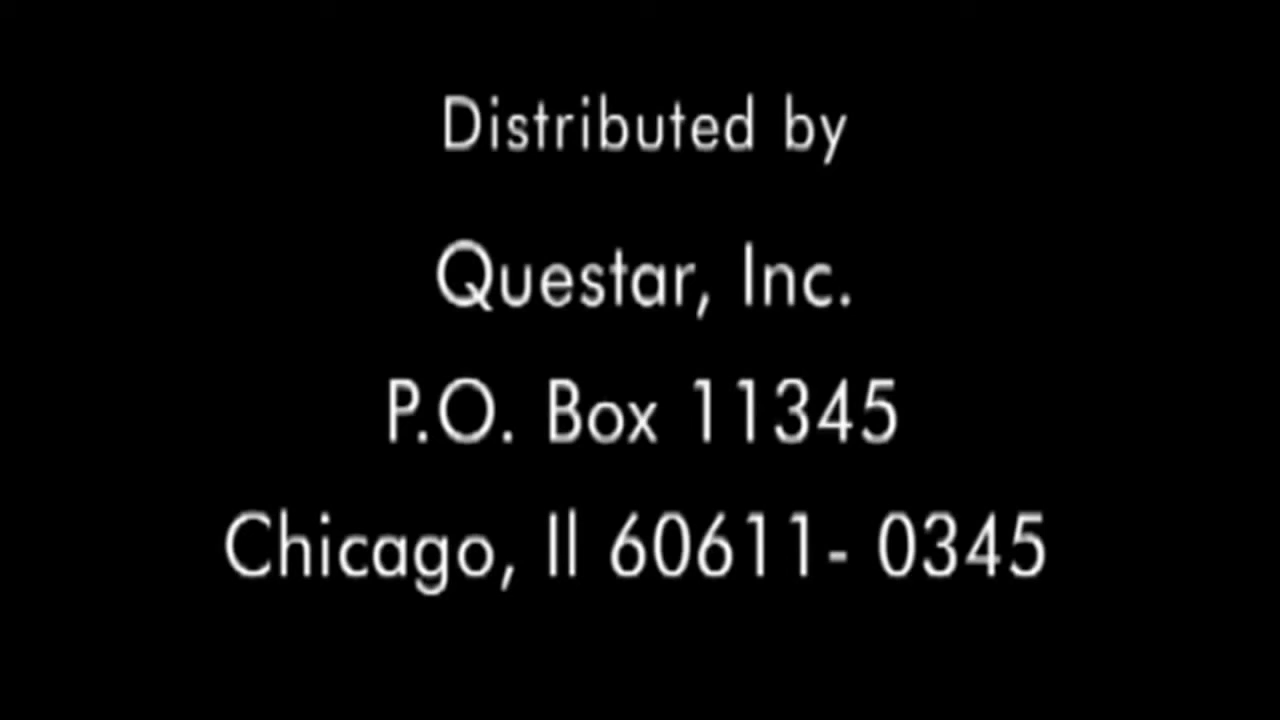 Distributed by
Questar, Inc.
P.O. Box 11345
Chicago, Il 60611- 0345